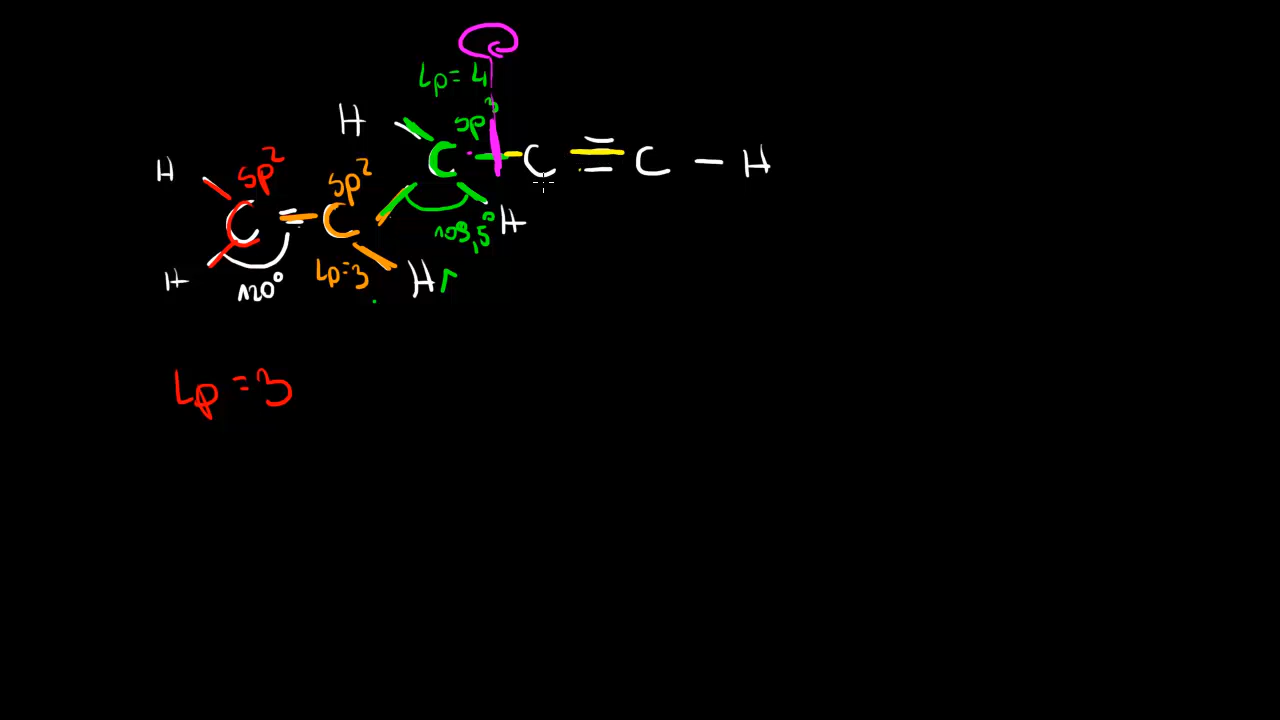 Lp = 4
H
sp³
H sp² sp² C - C ≡ C - H
C = C
109,5° H
H 120° Lp = 3 H
Lp = 3